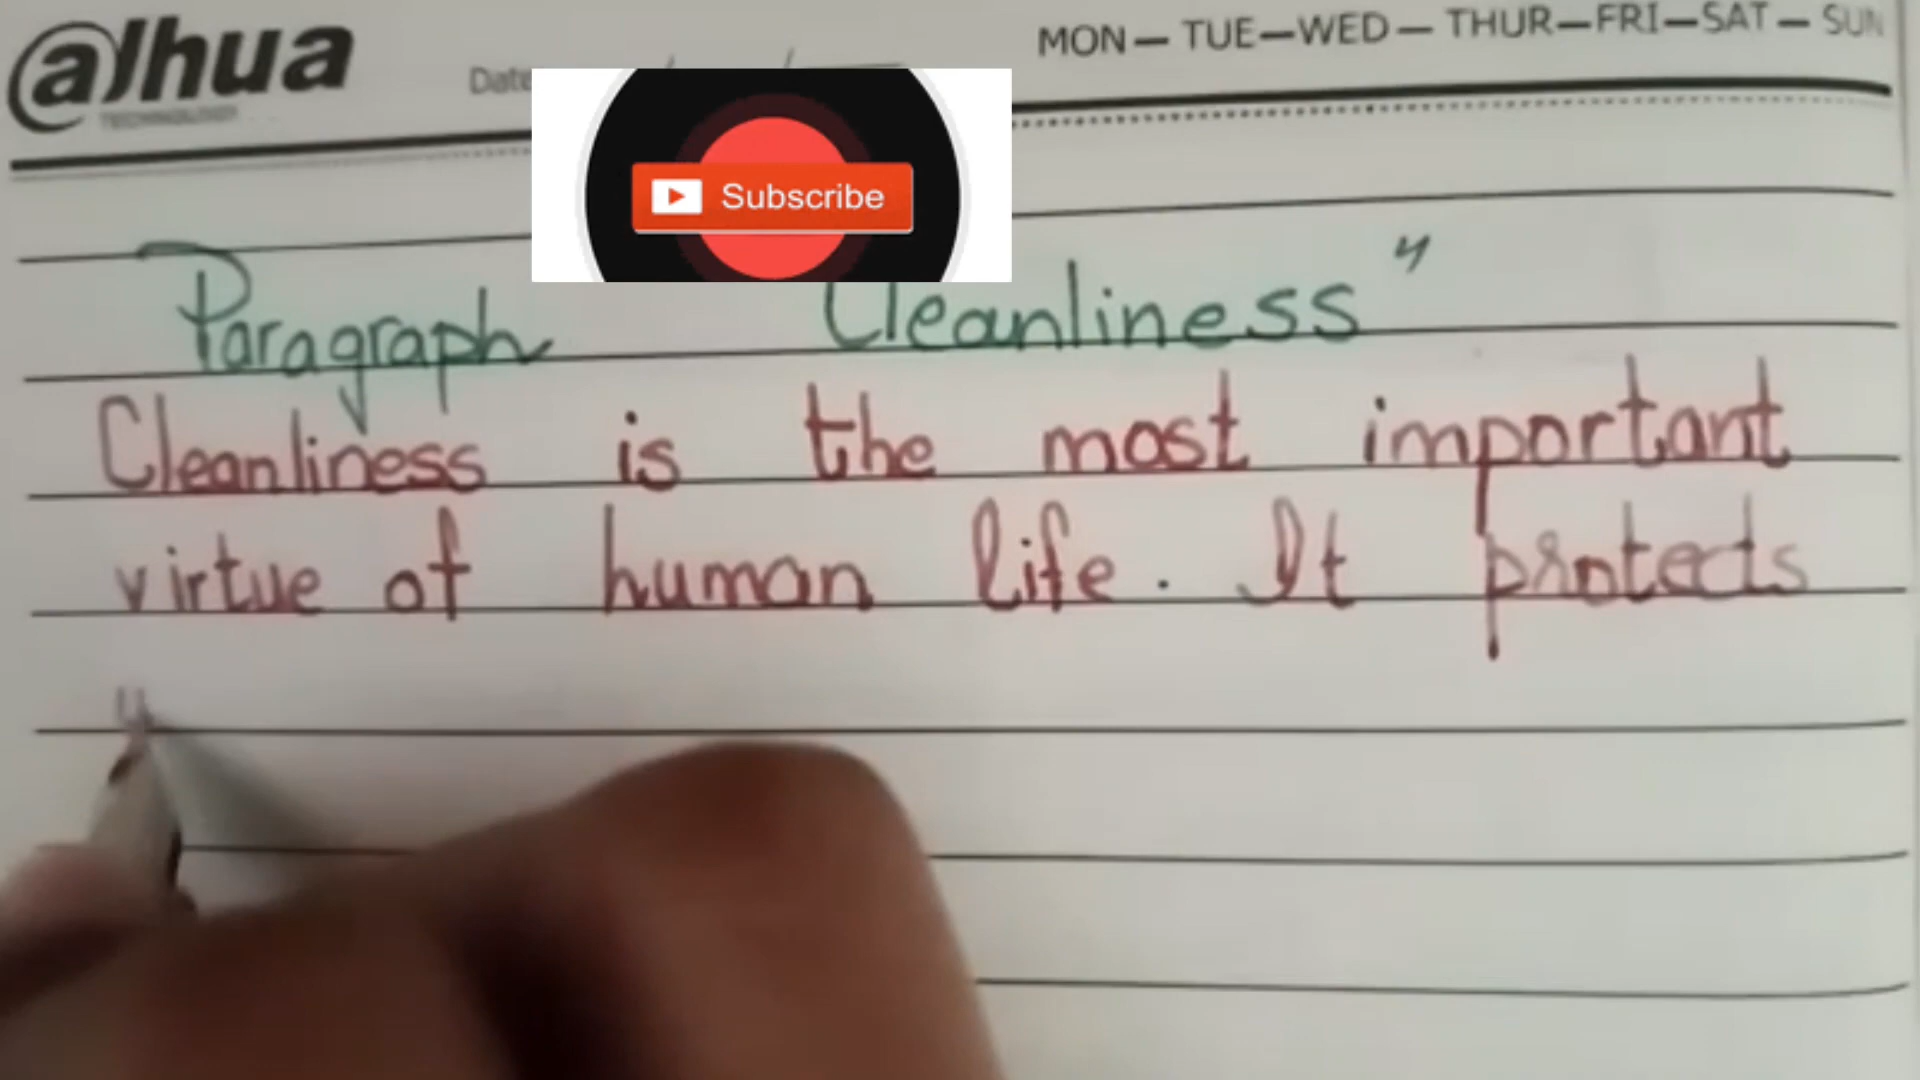 alhua
TECHNOLOGY
Date
MON— TUE—WED— THUR—FRI—SAT— SUN
Subscribe
Paragraph Cleanliness"
Cleanliness is the most important
virtue of human life. It protects